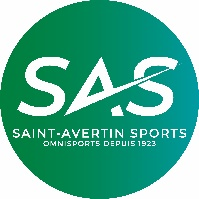 SAS
SAINT-AVERTIN SPORTS
OMNISPORTS DEPUIS 1923